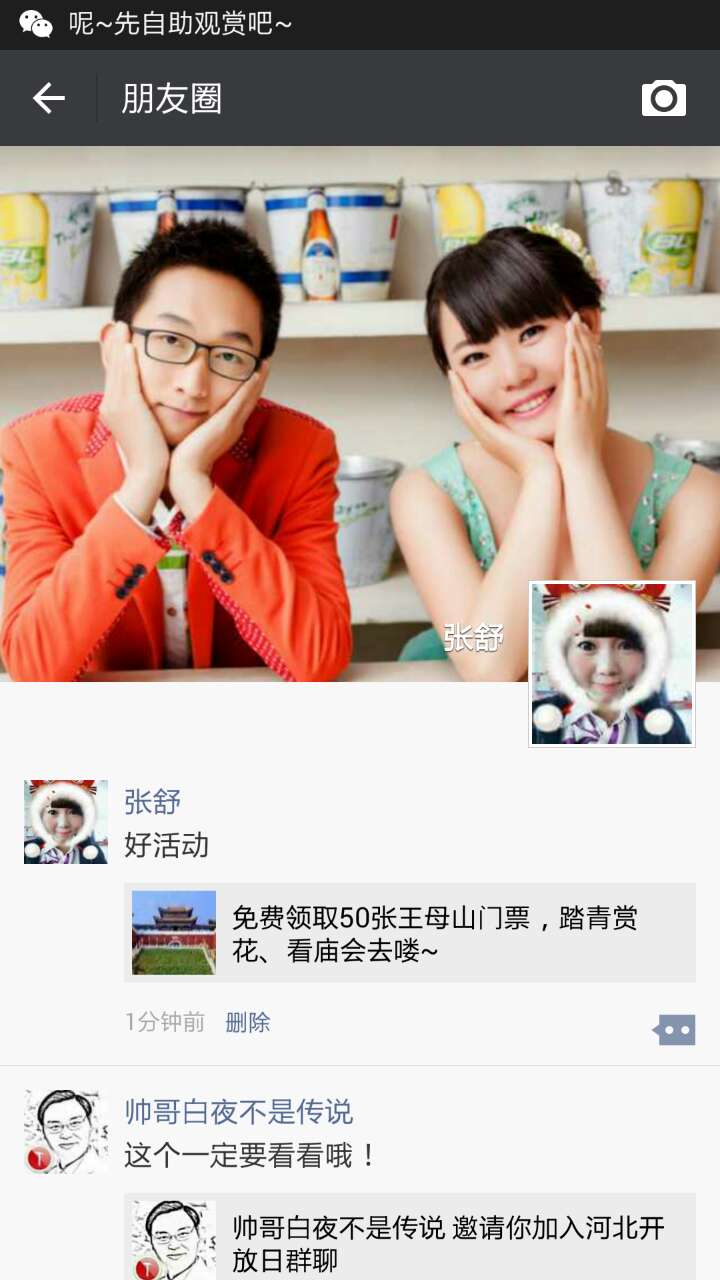 呢~先自助观赏吧~
朋友圈
张舒
张舒
好活动
免费领取50张王母山门票，踏青赏
花、看庙会去喽~
1分钟前 删除
帅哥白夜不是传说
这个一定要看看哦！
帅哥白夜不是传说 邀请你加入河北开
放日群聊